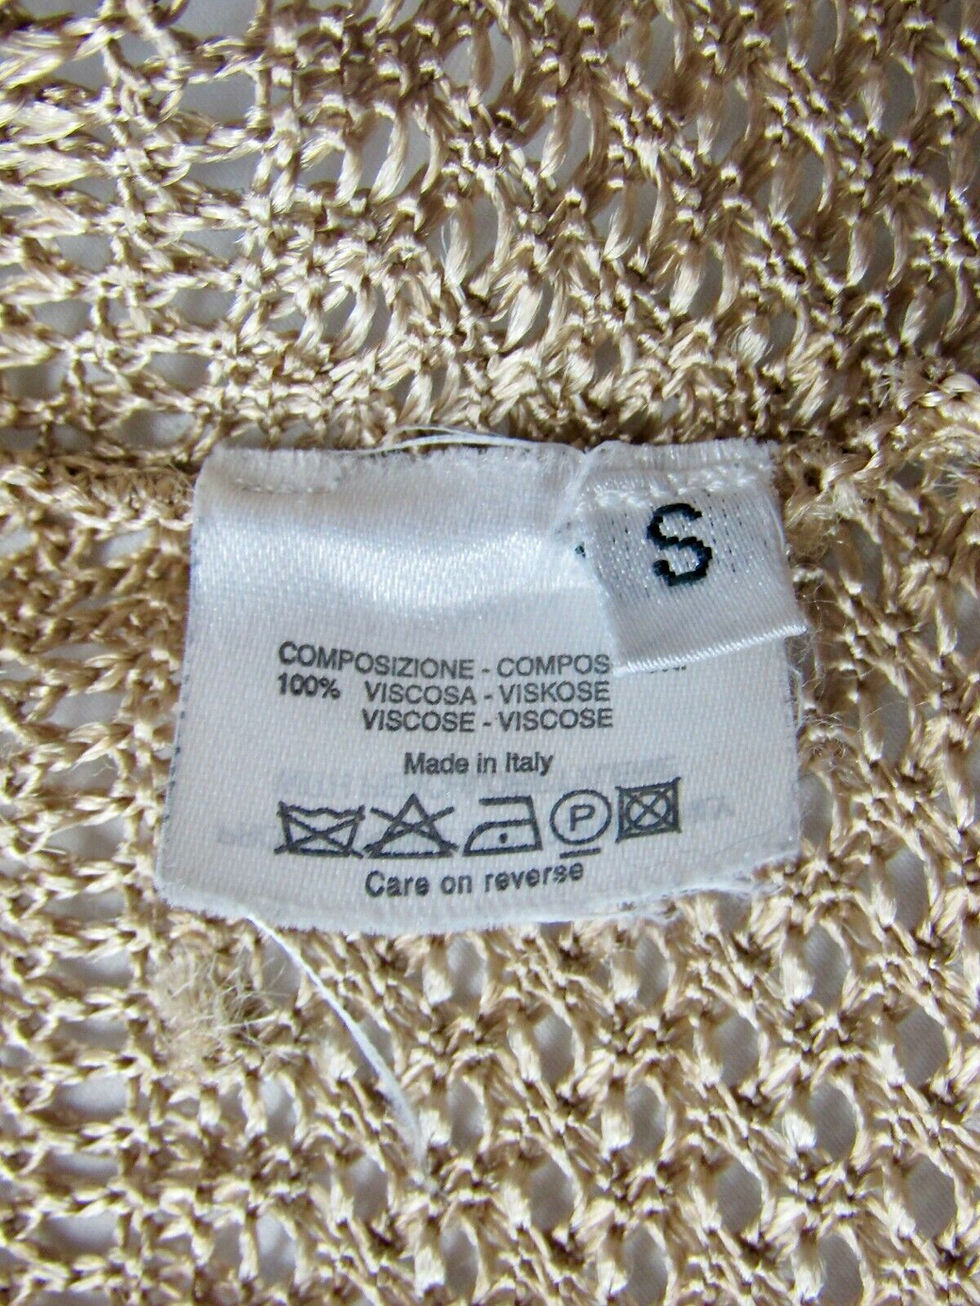 S
COMPOSIZIONE - COMPOS
100% VISCOSA - VISKOSE
VISCOSE - VISCOSE
Made in Italy
P
Care on reverse